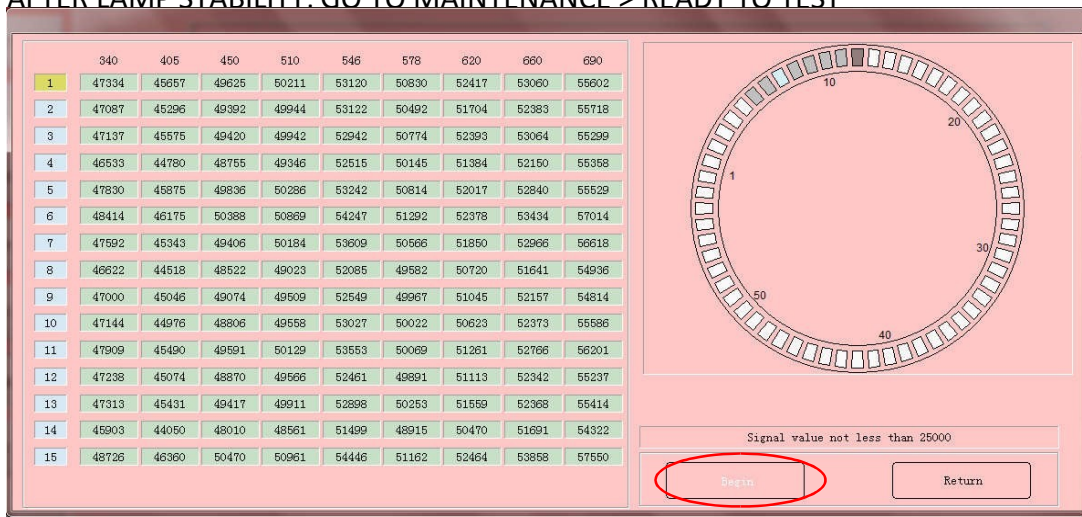 AFTER LAMP STABILITY. GO TO MAINTENANCE > READY TO TEST
340 405 450 510 546 578 620 660 690
1 47334 45657 49625 50211 53120 50830 52417 53060 55602
2 47087 45296 49392 49944 53122 50492 51704 52383 55718
3 47137 45575 49420 49942 52942 50774 52393 53064 55299
4 46533 44780 48755 49346 52515 50145 51384 52150 55358
5 47830 45875 49836 50286 53242 50814 52017 52840 55529
6 48414 46175 50388 50869 54247 51292 52378 53434 57014
7 47592 45343 49406 50184 53609 50566 51850 52966 56618
8 46622 44518 48522 49023 52085 49582 50720 51641 54936
9 47000 45046 49074 49509 52549 49967 51045 52157 54814
10 47144 44976 48806 49558 53027 50022 50623 52373 55586
11 47909 45490 49591 50129 53553 50069 51261 52766 56201
12 47238 45074 48870 49566 52461 49891 51113 52342 55237
13 47313 45431 49417 49911 52898 50253 51559 52368 55414
14 45903 44050 48010 48561 51499 48915 50470 51691 54322
15 48726 46360 50470 50961 54446 51162 52464 53858 57550
10
20
1
30
50
40
Signal value not less than 25000
Begin Return